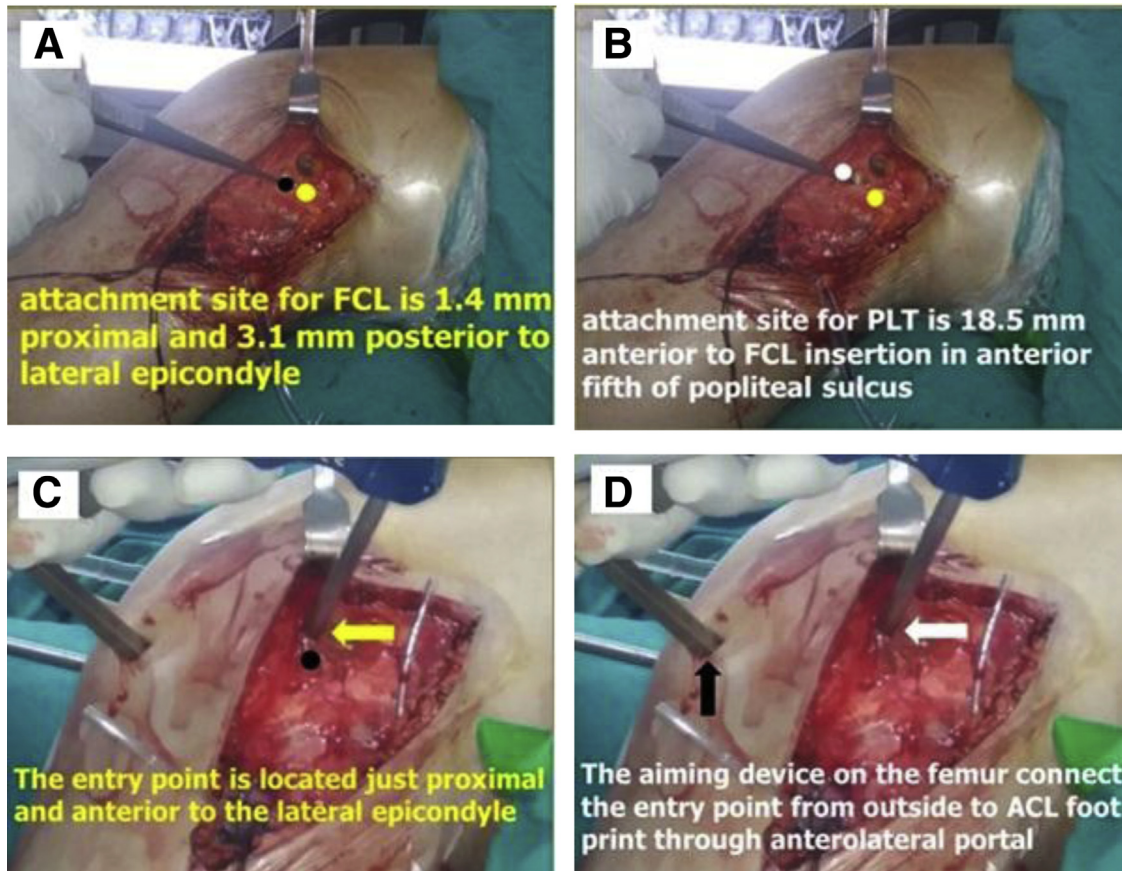 A
attachment site for FCL is 1.4 mm
proximal and 3.1 mm posterior to
lateral epicondyle
B
attachment site for PLT is 18.5 mm
anterior to FCL insertion in anterior
fifth of popliteal sulcus
C
The entry point is located just proximal
and anterior to the lateral epicondyle
D
The aiming device on the femur connect
the entry point from outside to ACL foot
print through anterolateral portal